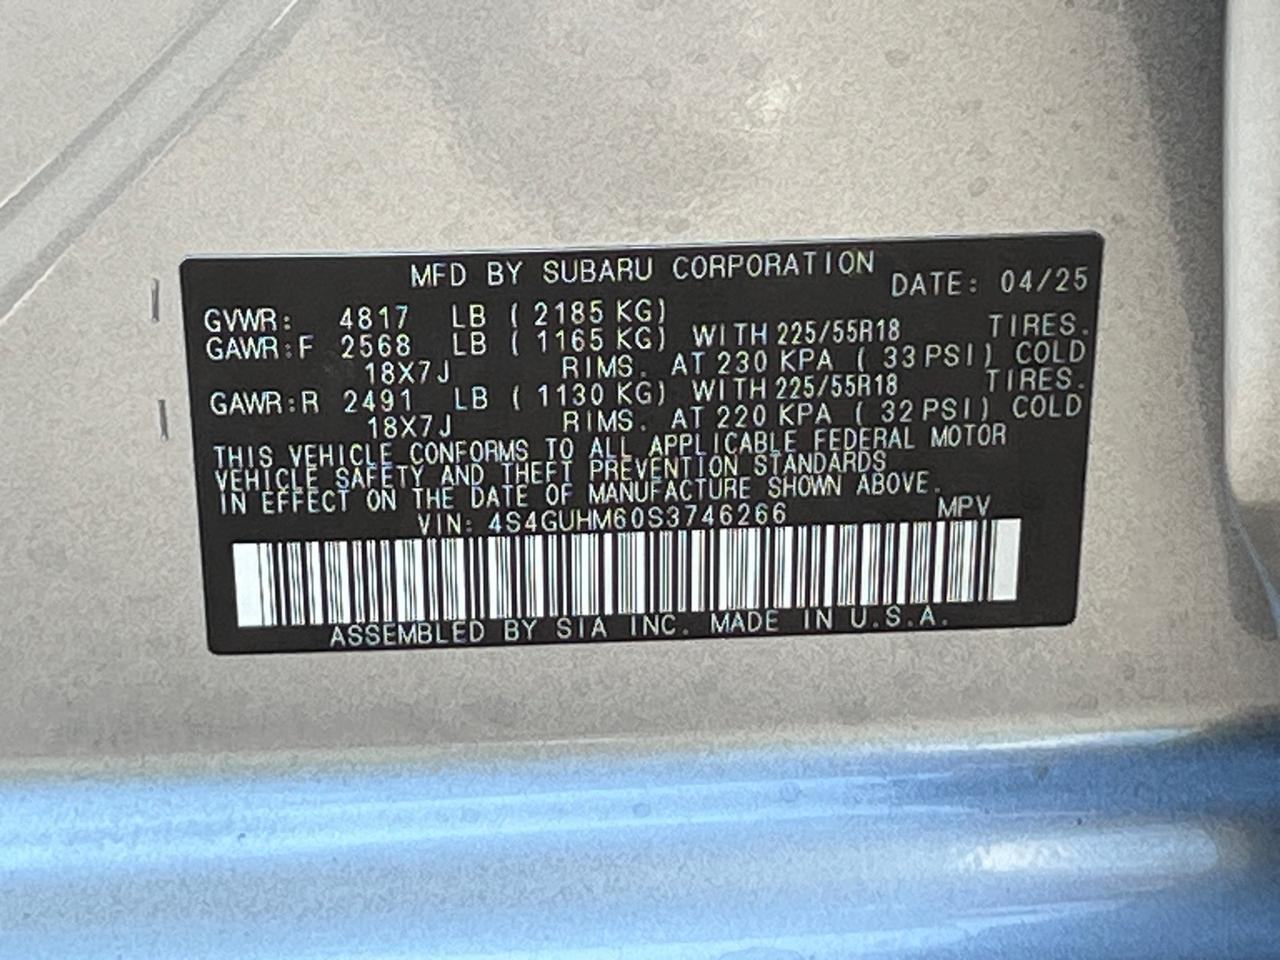 MFD BY SUBARU CORPORATION DATE: 04/25
GVWR: 4817 LB ( 2185 KG)
GAWR:F 2568 LB ( 1165 KG) WITH 225/55R18 TIRES.
18X7J RIMS. AT 230 KPA ( 33 PSI) COLD
GAWR:R 2491 LB ( 1130 KG) WITH 225/55R18 TIRES.
18X7J RIMS. AT 220 KPA ( 32 PSI) COLD
THIS VEHICLE CONFORMS TO ALL APPLICABLE FEDERAL MOTOR
VEHICLE SAFETY AND THEFT PREVENTION STANDARDS
IN EFFECT ON THE DATE OF MANUFACTURE SHOWN ABOVE.
VIN: 4S4GUHM60S3746266 MPV
ASSEMBLED BY SIA INC. MADE IN U.S.A.